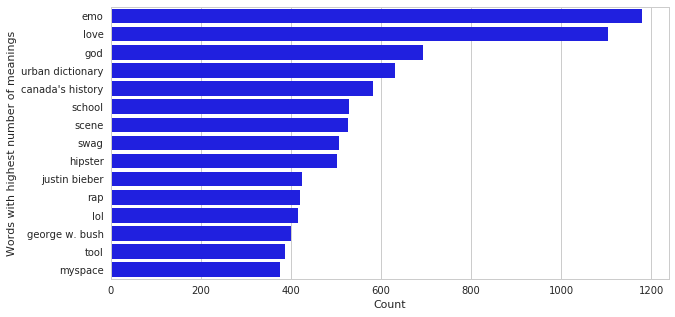 Words with highest number of meanings
emo
love
god
urban dictionary
canada's history
school
scene
swag
hipster
justin bieber
rap
lol
george w. bush
tool
myspace
0 200 400 600 800 1000 1200
Count